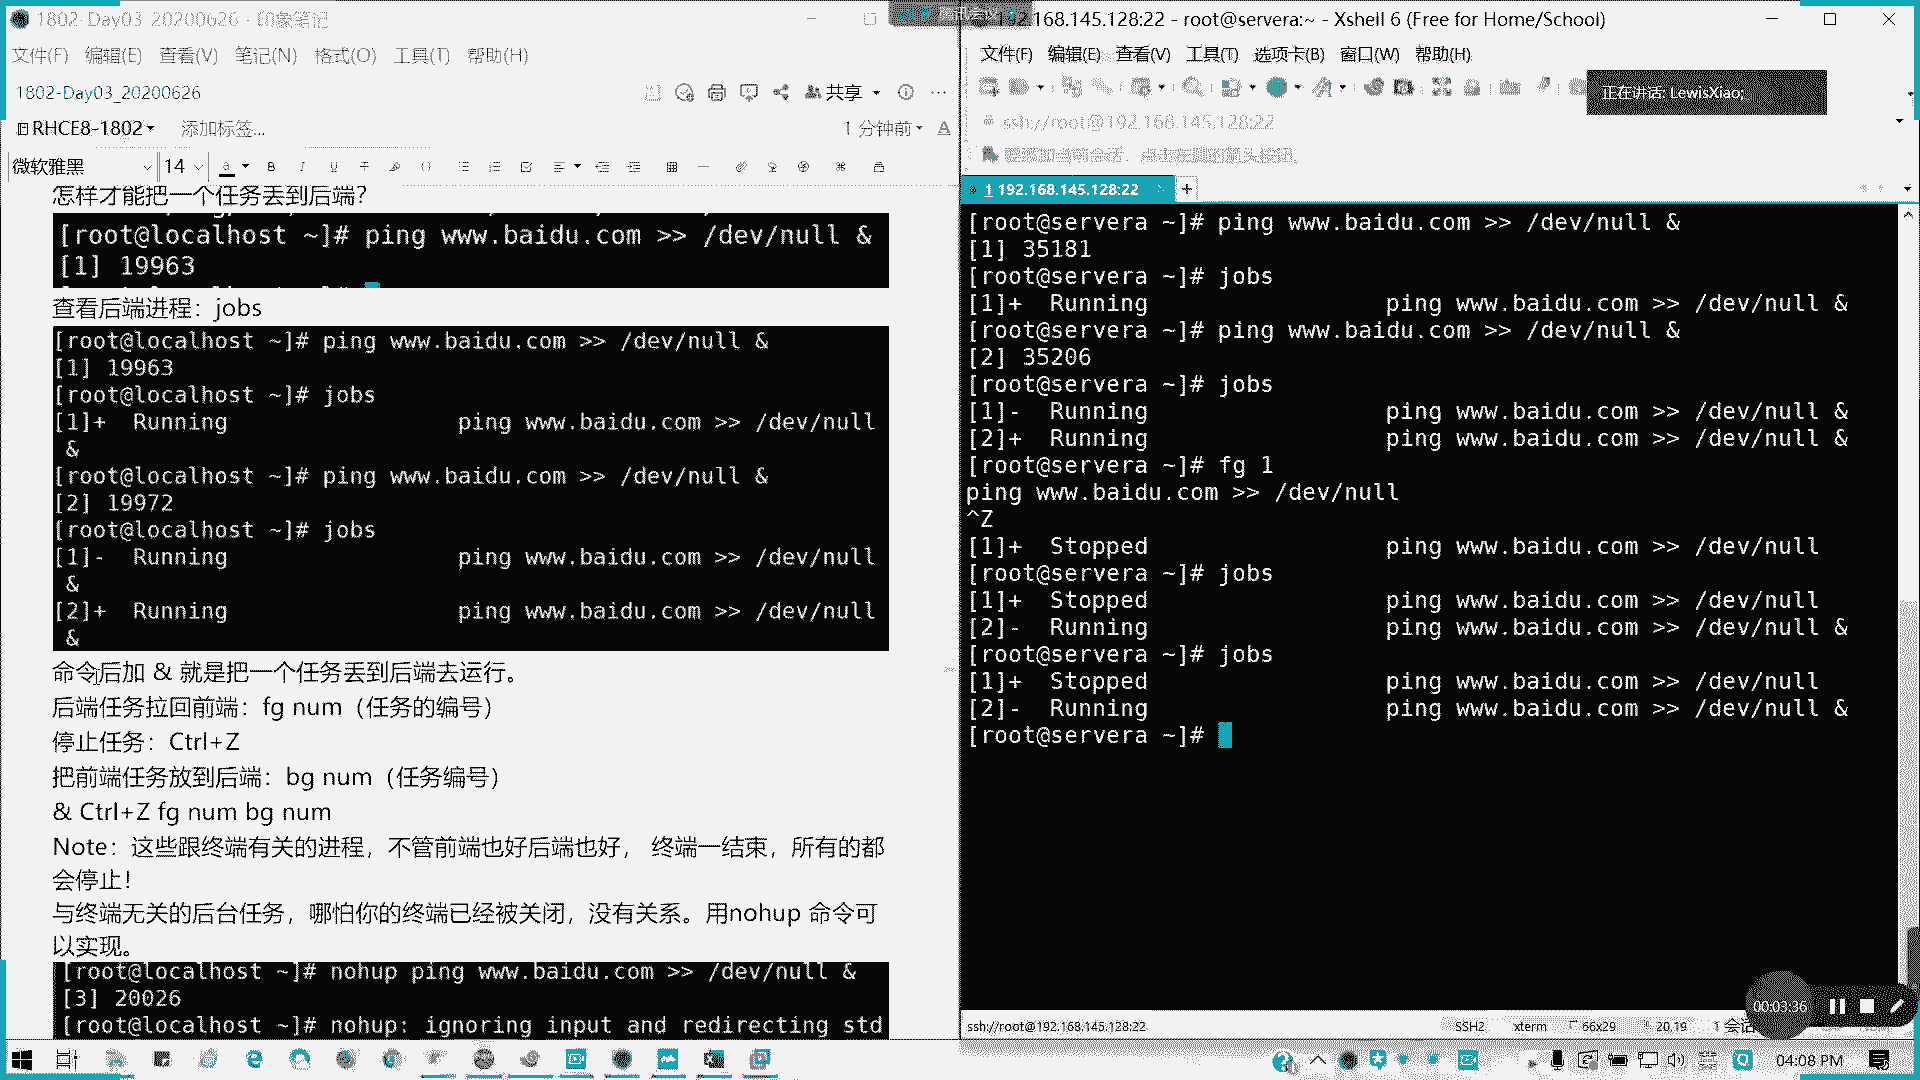 1802-Day03_20200626 - 印象笔记
文件(F) 编辑(E) 查看(V) 笔记(N) 格式(O) 工具(T) 帮助(H)
1802-Day03_20200626
共享
RHCE8-1802
添加标签...
1 分钟前
微软雅黑
14
怎样才能把一个任务丢到后端？
[root@localhost ~]# ping www.baidu.com >> /dev/null &
[1] 19963
查看后端进程：jobs
[root@localhost ~]# ping www.baidu.com >> /dev/null &
[1] 19963
[root@localhost ~]# jobs
[1]+  Running                 ping www.baidu.com >> /dev/null
&
[root@localhost ~]# ping www.baidu.com >> /dev/null &
[2] 19972
[root@localhost ~]# jobs
[1]-  Running                 ping www.baidu.com >> /dev/null
&
[2]+  Running                 ping www.baidu.com >> /dev/null
&
命令后加 & 就是把一个任务丢到后端去运行。
后端任务拉回前端：fg num（任务的编号）
停止任务：Ctrl+Z
把前端任务放到后端：bg num（任务编号）
& Ctrl+Z fg num bg num
Note：这些跟终端有关的进程，不管前端也好后端也好， 终端一结束，所有的都
会停止！
与终端无关的后台任务，哪怕你的终端已经被关闭，没有关系。用nohup 命令可
以实现。
[root@localhost ~]# nohup ping www.baidu.com >> /dev/null &
[3] 20026
[root@localhost ~]# nohup: ignoring input and redirecting std
腾讯会议
192.168.145.128:22 - root@servera:~ - Xshell 6 (Free for Home/School)
文件(F) 编辑(E) 查看(V) 工具(T) 选项卡(B) 窗口(W) 帮助(H)
正在讲话: LewisXiao;
ssh://root@192.168.145.128:22
要添加当前会话，点击左侧的箭头按钮。
1 192.168.145.128:22
[root@servera ~]# ping www.baidu.com >> /dev/null &
[1] 35181
[root@servera ~]# jobs
[1]+  Running                 ping www.baidu.com >> /dev/null &
[root@servera ~]# ping www.baidu.com >> /dev/null &
[2] 35206
[root@servera ~]# jobs
[1]-  Running                 ping www.baidu.com >> /dev/null &
[2]+  Running                 ping www.baidu.com >> /dev/null &
[root@servera ~]# fg 1
ping www.baidu.com >> /dev/null
^Z
[1]+  Stopped                 ping www.baidu.com >> /dev/null
[root@servera ~]# jobs
[1]+  Stopped                 ping www.baidu.com >> /dev/null
[2]-  Running                 ping www.baidu.com >> /dev/null &
[root@servera ~]# jobs
[1]+  Stopped                 ping www.baidu.com >> /dev/null
[2]-  Running                 ping www.baidu.com >> /dev/null &
[root@servera ~]#
00:03:36
ssh://root@192.168.145.128:22
SSH2 xterm 66x29 20,19 1 会话
04:08 PM